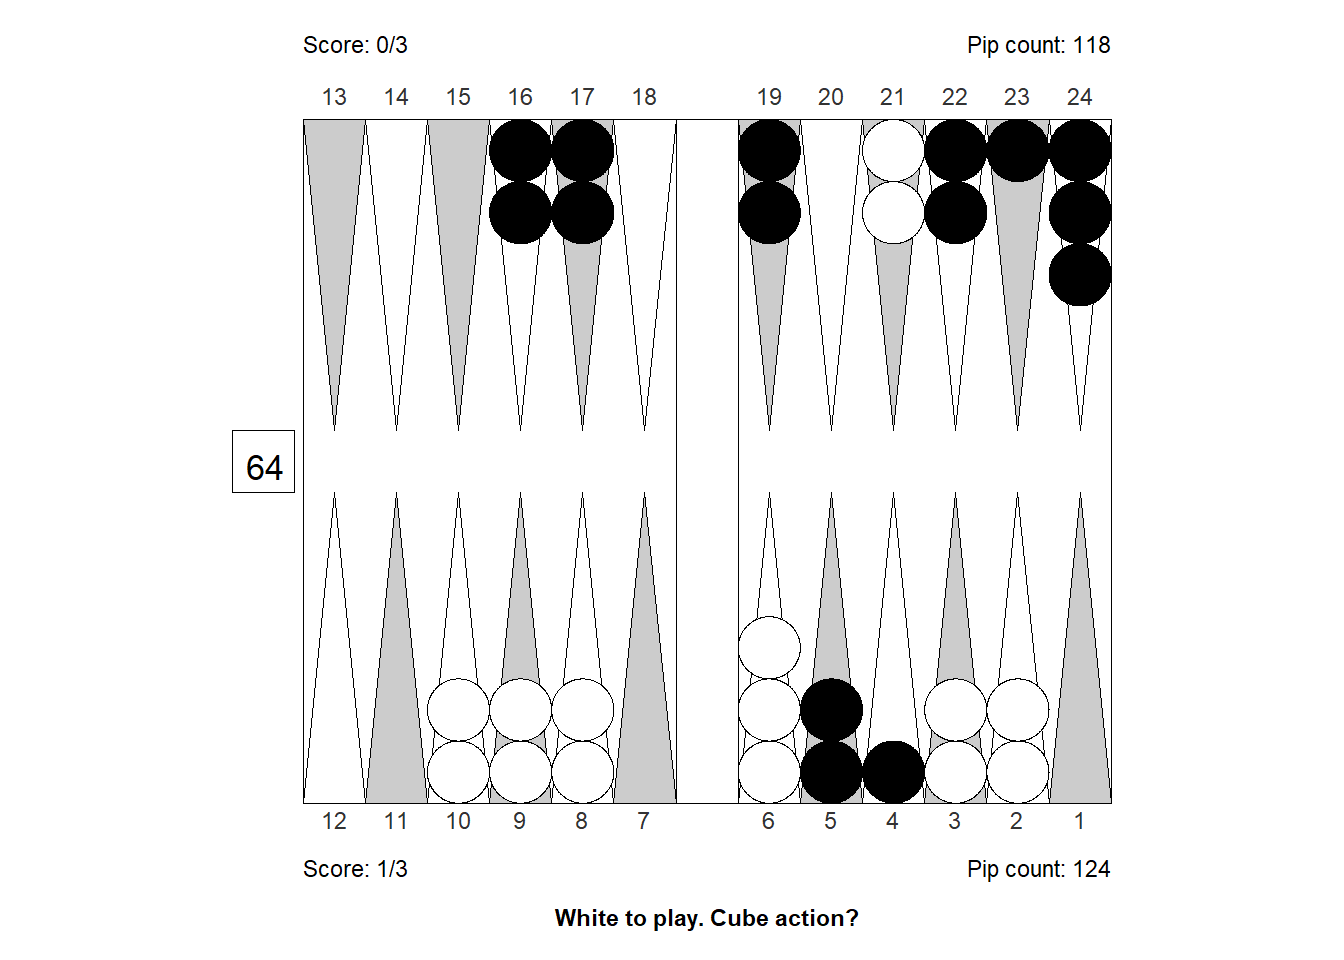 Score: 0/3 Pip count: 118
13 14 15 16 17 18 19 20 21 22 23 24
64
12 11 10 9 8 7 6 5 4 3 2 1
Score: 1/3 Pip count: 124
White to play. Cube action?